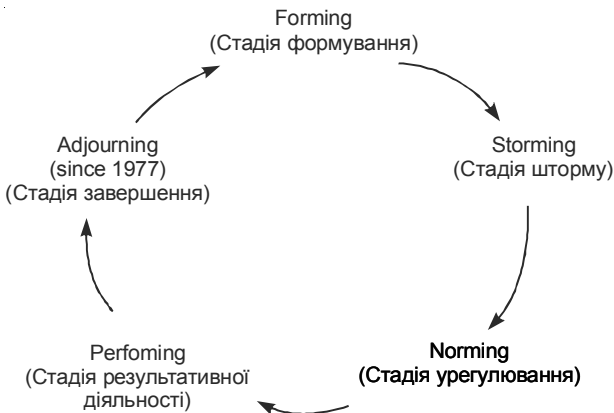 Forming
(Стадія формування)
Storming
(Стадія шторму)
Norming
(Стадія урегулювання)
Perfoming
(Стадія результативної
діяльності)
Adjourning
(since 1977)
(Стадія завершення)